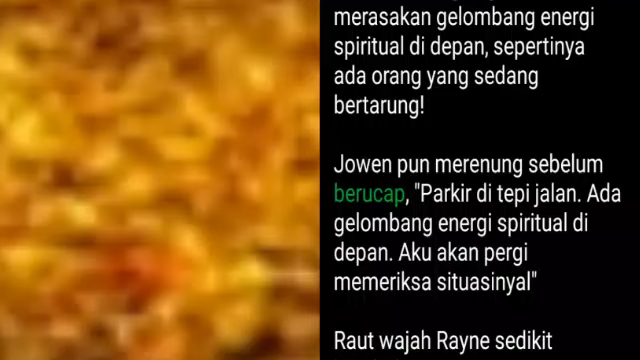 merasakan gelombang energi
spiritual di depan, sepertinya
ada orang yang sedang
bertarung!
Jowen pun merenung sebelum
berucap, "Parkir di tepi jalan. Ada
gelombang energi spiritual di
depan. Aku akan pergi
memeriksa situasinyal"
Raut wajah Rayne sedikit